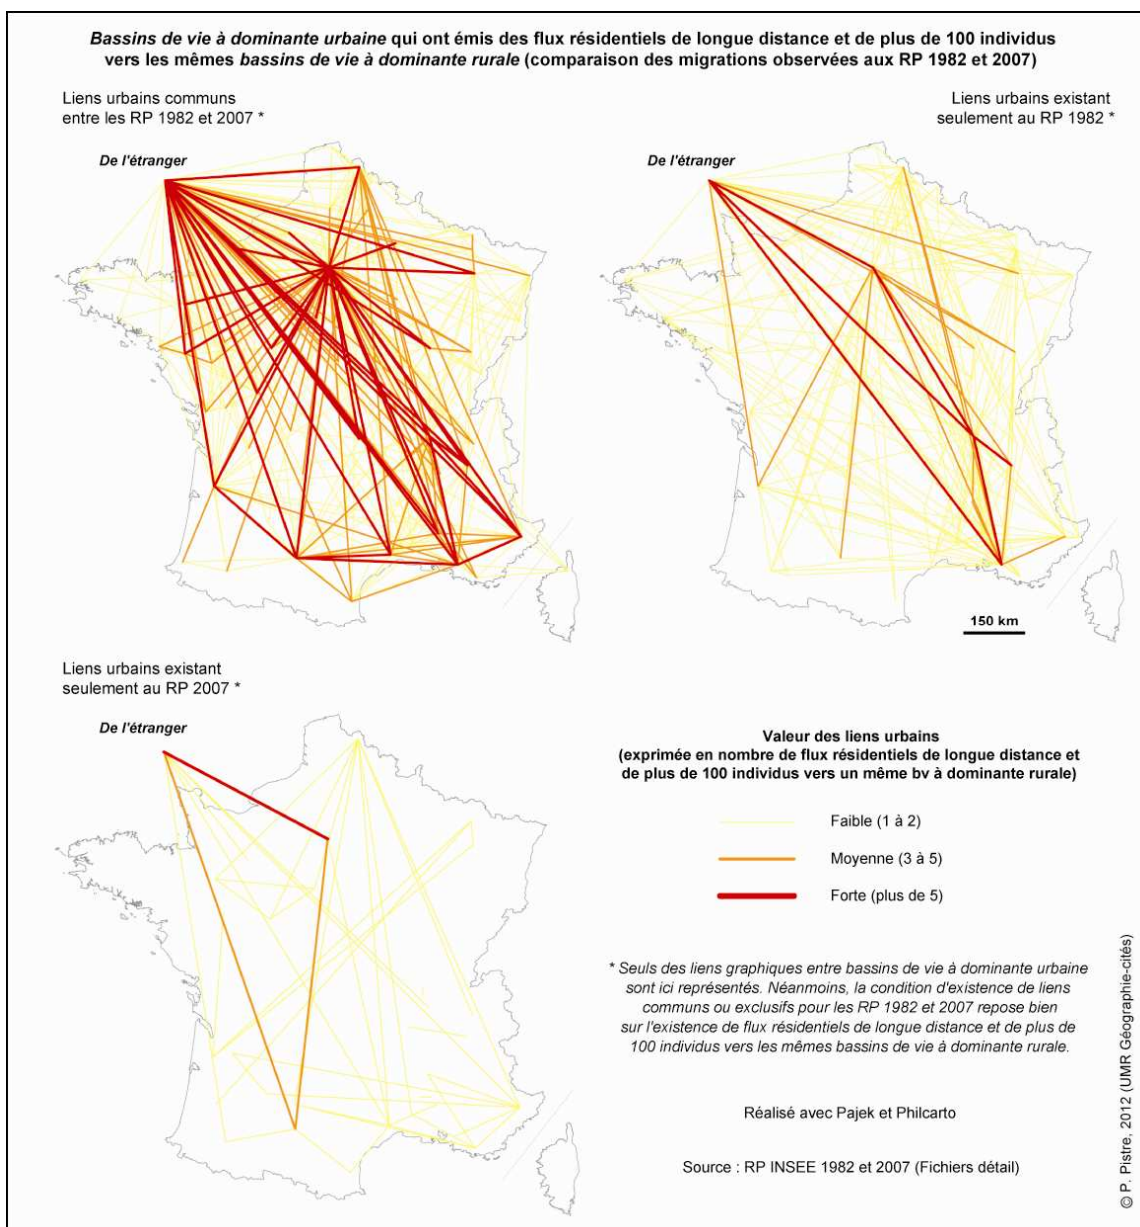 Bassins de vie à dominante urbaine qui ont émis des flux résidentiels de longue distance et de plus de 100 individus
vers les mêmes bassins de vie à dominante rurale (comparaison des migrations observées aux RP 1982 et 2007)
Liens urbains communs
entre les RP 1982 et 2007 *
De l'étranger
Liens urbains existant
seulement au RP 1982 *
De l'étranger
150 km
Liens urbains existant
seulement au RP 2007 *
De l'étranger
Valeur des liens urbains
(exprimée en nombre de flux résidentiels de longue distance et
de plus de 100 individus vers un même bv à dominante rurale)
Faible (1 à 2)
Moyenne (3 à 5)
Forte (plus de 5)
* Seuls des liens graphiques entre bassins de vie à dominante urbaine
sont ici représentés. Néanmoins, la condition d'existence de liens
communs ou exclusifs pour les RP 1982 et 2007 repose bien
sur l'existence de flux résidentiels de longue distance et de plus de
100 individus vers les mêmes bassins de vie à dominante rurale.
Réalisé avec Pajek et Philcarto
Source : RP INSEE 1982 et 2007 (Fichiers détail)
© P. Pistre, 2012 (UMR Géographie-cités)